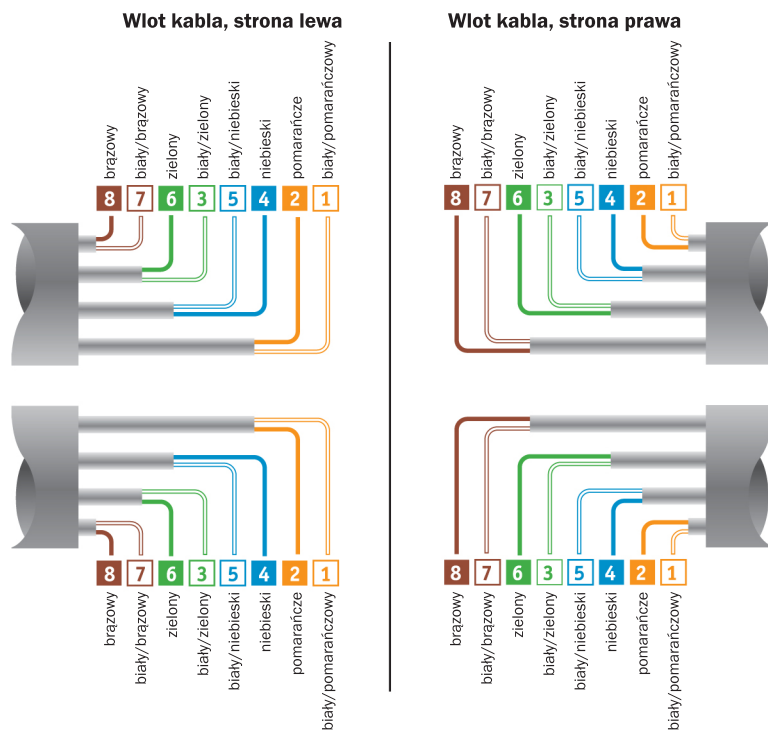 Wlot kabla, strona lewa
brązowy
biały/brązowy
zielony
biały/zielony
biały/niebieski
niebieski
pomarańcze
biały/pomarańczowy
8 7 6 3 5 4 2 1
8 7 6 3 5 4 2 1
brązowy
biały/brązowy
zielony
biały/zielony
biały/niebieski
niebieski
pomarańcze
biały/pomarańczowy
Wlot kabla, strona prawa
brązowy
biały/brązowy
zielony
biały/zielony
biały/niebieski
niebieski
pomarańcze
biały/pomarańczowy
8 7 6 3 5 4 2 1
8 7 6 3 5 4 2 1
brązowy
biały/brązowy
zielony
biały/zielony
biały/niebieski
niebieski
pomarańcze
biały/pomarańczowy